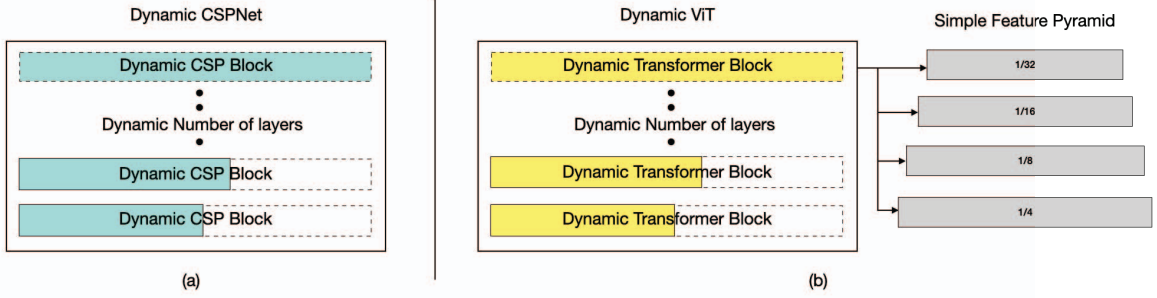 Dynamic CSPNet
Dynamic CSP Block
Dynamic Number of layers
Dynamic CSP Block
Dynamic CSP Block
(a)
Dynamic ViT
Dynamic Transformer Block
Dynamic Number of layers
Dynamic Transformer Block
Dynamic Transformer Block
(b)
Simple Feature Pyramid
1/32
1/16
1/8
1/4